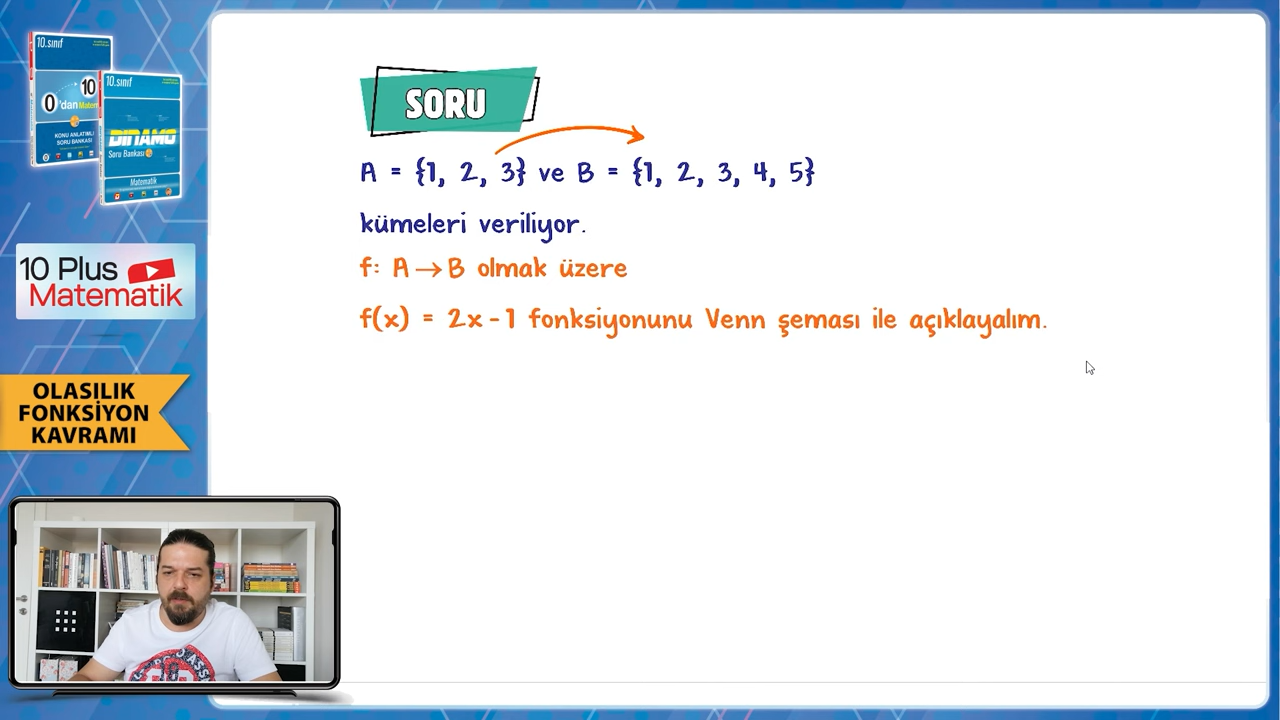 10.sınıf
0'dan 10
KONU ANLATIMLI
SORU BANKASI
10.sınıf
DİNAMO
Soru Bankası
Matematik
10 Plus
Matematik
OLASILIK
FONKSİYON
KAVRAMI
SORU
A = {1, 2, 3} ve B = {1, 2, 3, 4, 5}
kümeleri veriliyor.
f: A → B olmak üzere
f(x) = 2x - 1 fonksiyonunu Venn şeması ile açıklayalım.